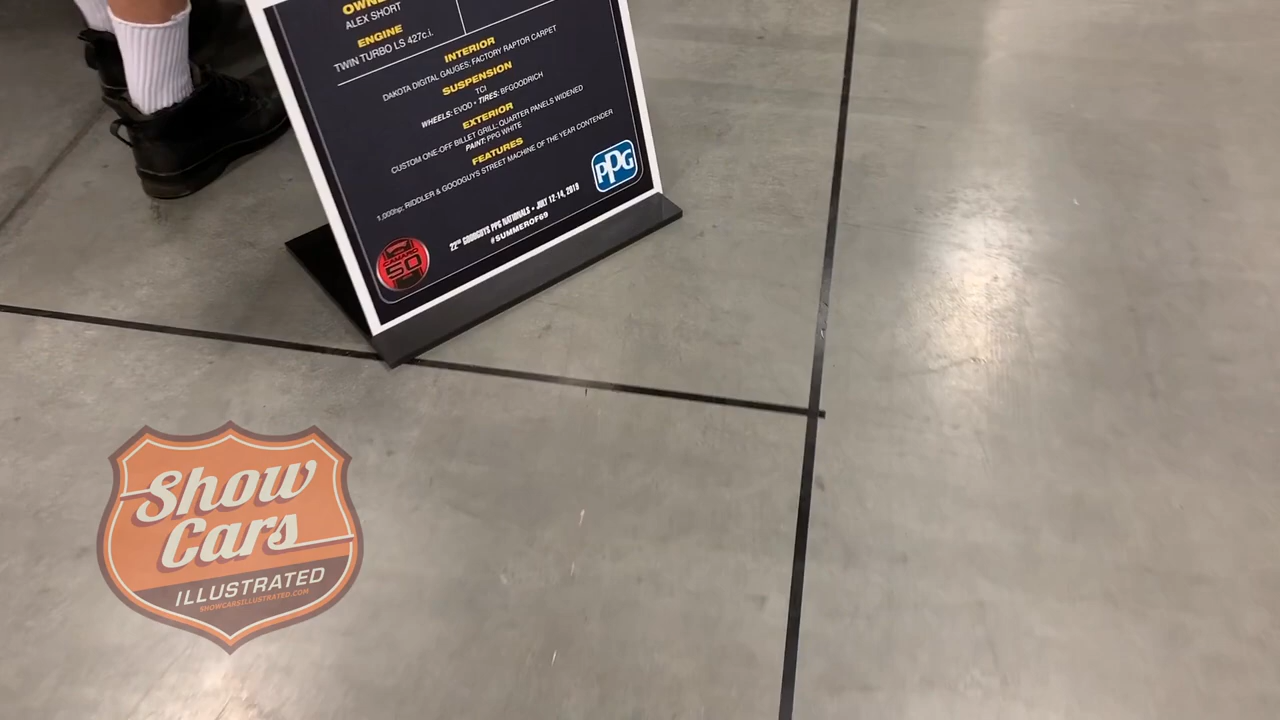 OWNE
ALEX SHORT
ENGINE
TWIN TURBO LS 427c.i.
INTERIOR
DAKOTA DIGITAL GAUGES; FACTORY RAPTOR CARPET
SUSPENSION
TCI
WHEELS: EVOD • TIRES: BFGOODRICH
EXTERIOR
CUSTOM ONE-OFF BILLET GRILL; QUARTER PANELS WIDENED
PAINT: PPG WHITE
FEATURES
1,000hp; RIDDLER & GOODGUYS STREET MACHINE OF THE YEAR CONTENDER
PPG
22ND GOODGUYS PPG NATIONALS • JULY 12-14, 2019
#SUMMEROF69
CAMARO
50
Show
Cars
ILLUSTRATED
SHOWCARSILLUSTRATED.COM